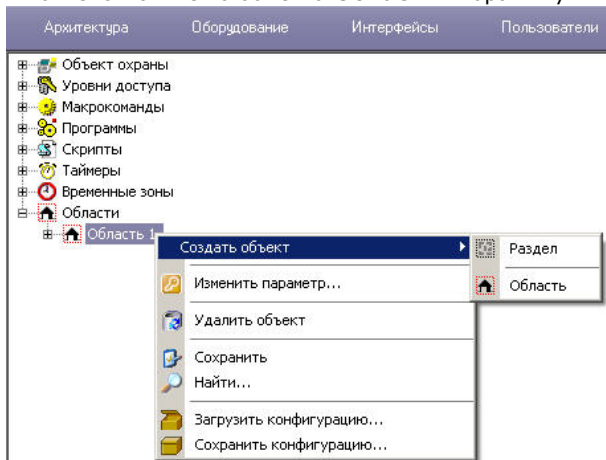 Архитектура Оборудование Интерфейсы Пользователи
Объект охраны
Уровни доступа
Макрокоманды
Программы
Скрипты
Таймеры
Временные зоны
Области
Область 1
Создать объект
Раздел
Изменить параметр...
Область
Удалить объект
Сохранить
Найти...
Загрузить конфигурацию...
Сохранить конфигурацию...